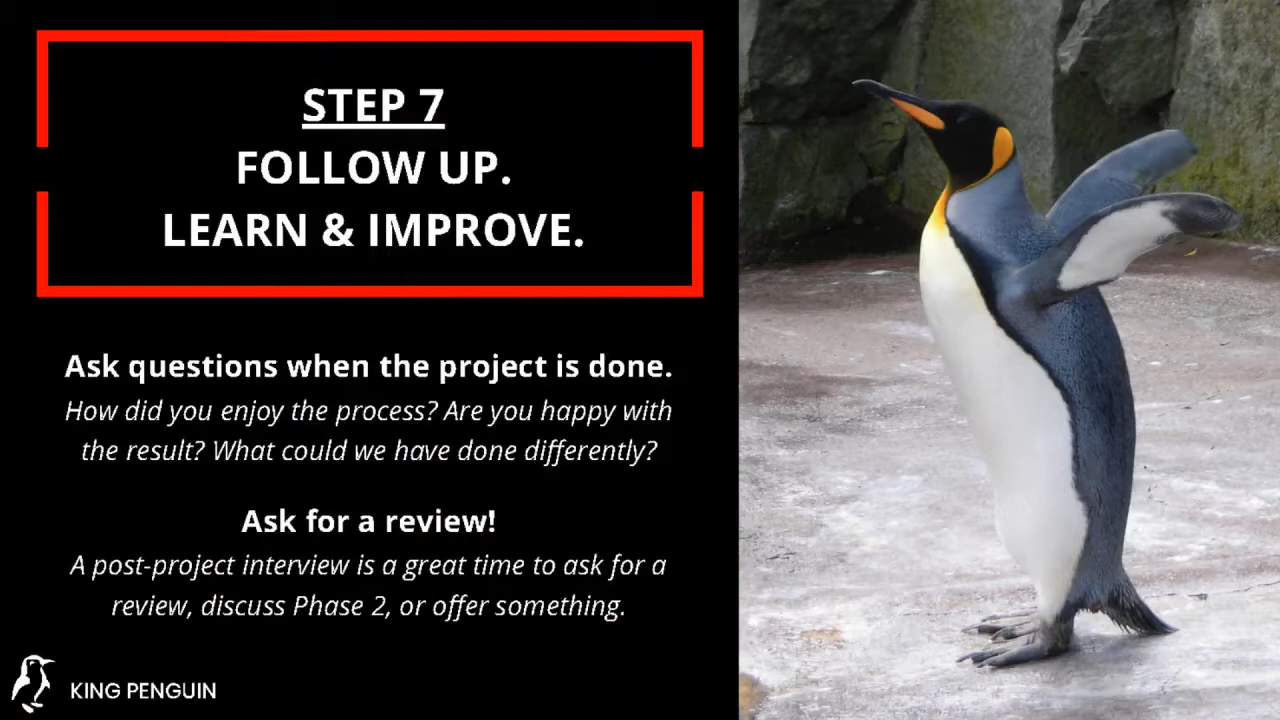 STEP 7
FOLLOW UP.
LEARN & IMPROVE.
Ask questions when the project is done.
How did you enjoy the process? Are you happy with
the result? What could we have done differently?
Ask for a review!
A post-project interview is a great time to ask for a
review, discuss Phase 2, or offer something.
KING PENGUIN